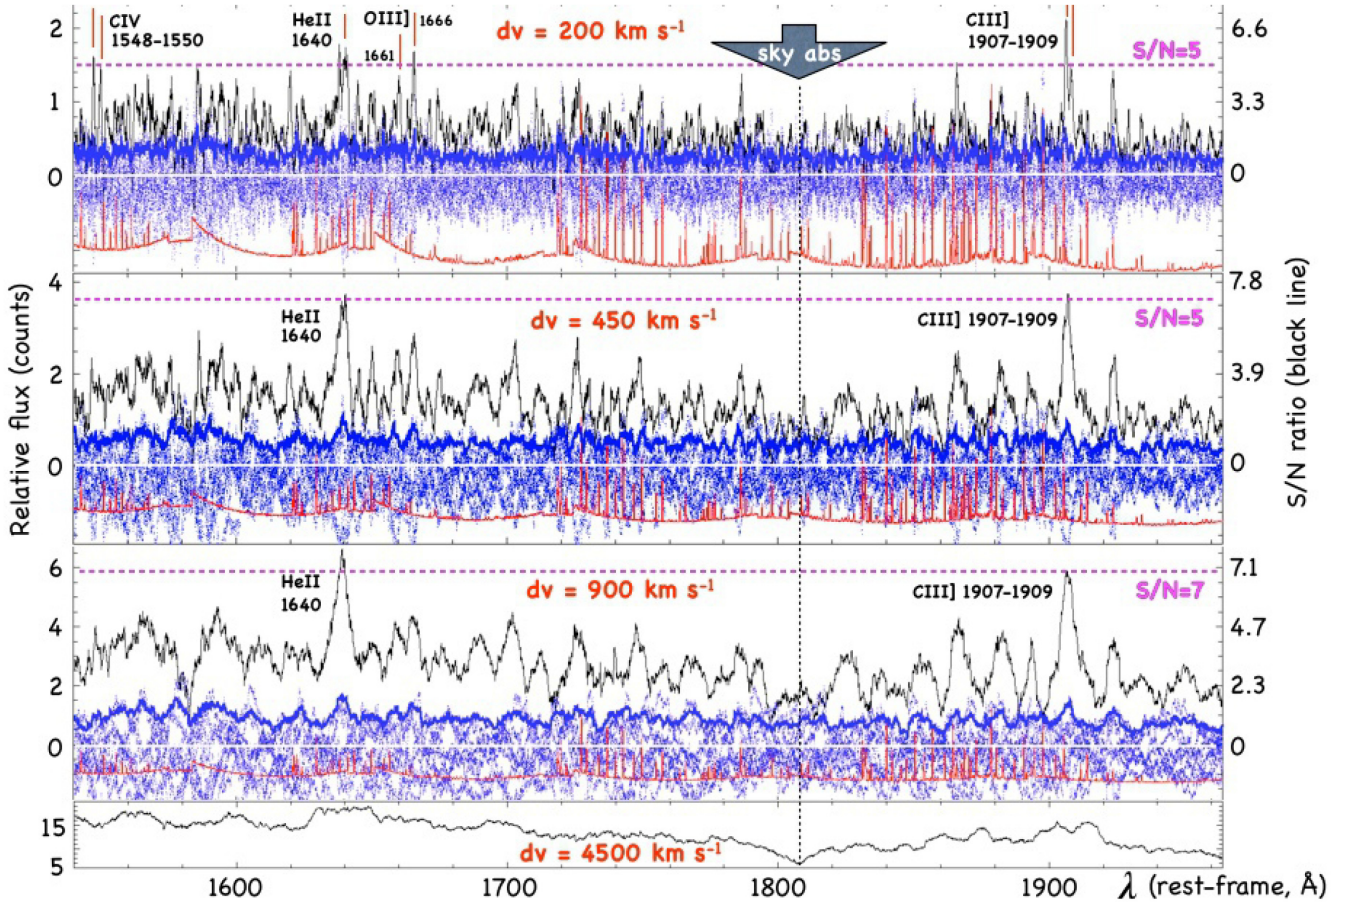 CIV
1548-1550
HeII
1640
OIII]
1666
1661
dv = 200 km s⁻¹
sky abs
CIII]
1907-1909
S/N=5
2
1
0
6.6
3.3
0
HeII
1640
dv = 450 km s⁻¹
CIII] 1907-1909
S/N=5
4
2
0
7.8
3.9
0
Relative flux (counts)
S/N ratio (black line)
HeII
1640
dv = 900 km s⁻¹
CIII] 1907-1909
S/N=7
6
4
2
0
7.1
4.7
2.3
0
15
5
dv = 4500 km s⁻¹
1600 1700 1800 1900 λ (rest-frame, Å)